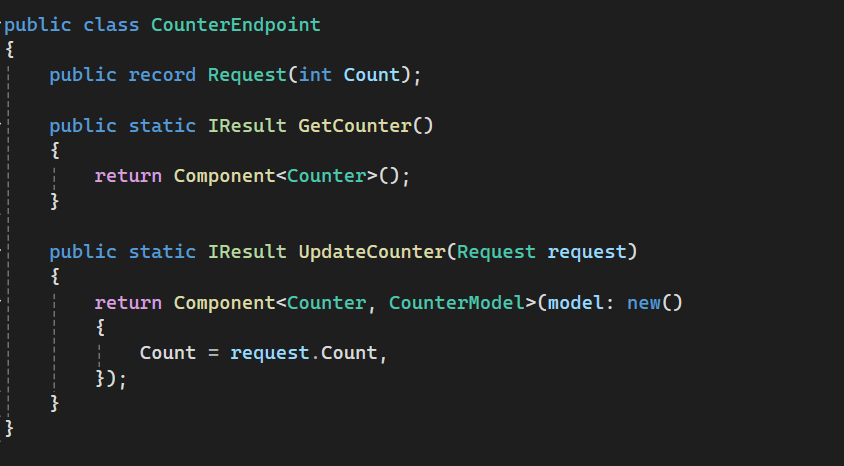 public class CounterEndpoint
{
    public record Request(int Count);
    public static IResult GetCounter()
    {
        return Component<Counter>();
    }
    public static IResult UpdateCounter(Request request)
    {
        return Component<Counter, CounterModel>(model: new()
        {
            Count = request.Count,
        });
    }
}